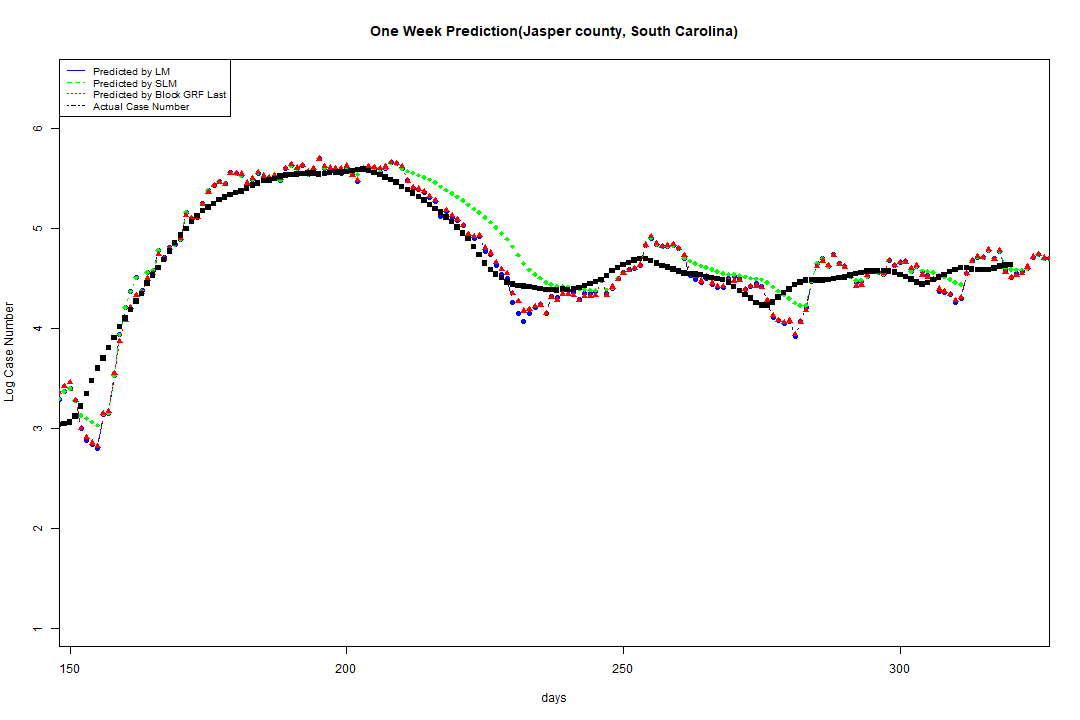 One Week Prediction(Jasper county, South Carolina)
Predicted by LM
Predicted by SLM
Predicted by Block GRF Last
Actual Case Number
6
5
4
3
2
1
Log Case Number
150 200 250 300
days